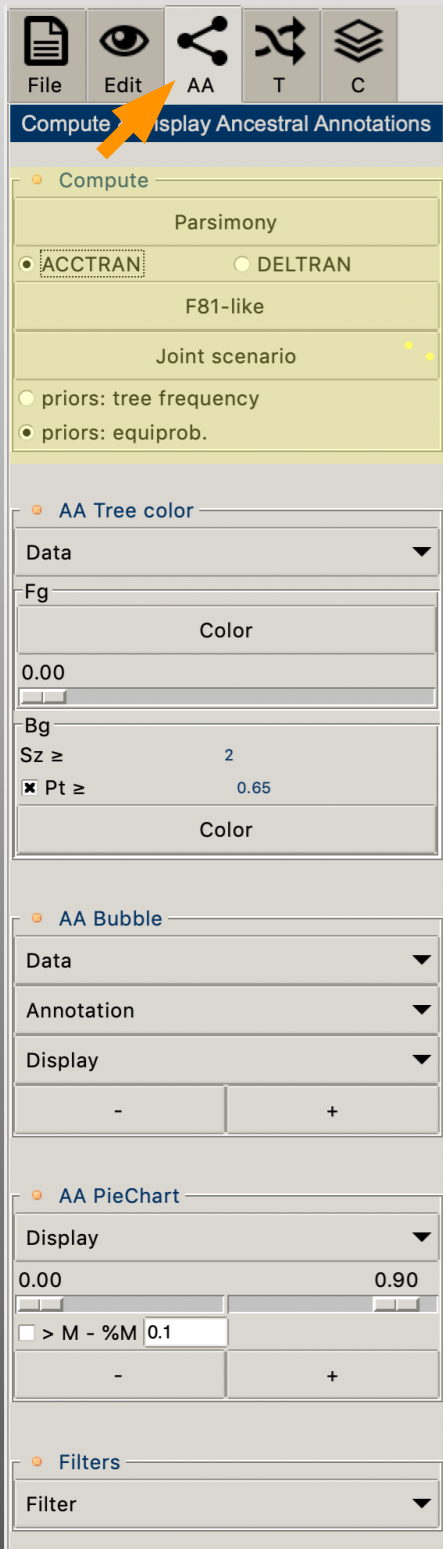 File Edit AA T C
Compute isplay Ancestral Annotations
Compute
Parsimony
ACCTRAN DELTRAN
F81-like
Joint scenario
priors: tree frequency
priors: equiprob.
AA Tree color
Data
Fg
Color
0.00
Bg
Sz ≥ 2
Pt ≥ 0.65
Color
AA Bubble
Data
Annotation
Display
- +
AA PieChart
Display
0.00 0.90
> M - %M 0.1
- +
Filters
Filter